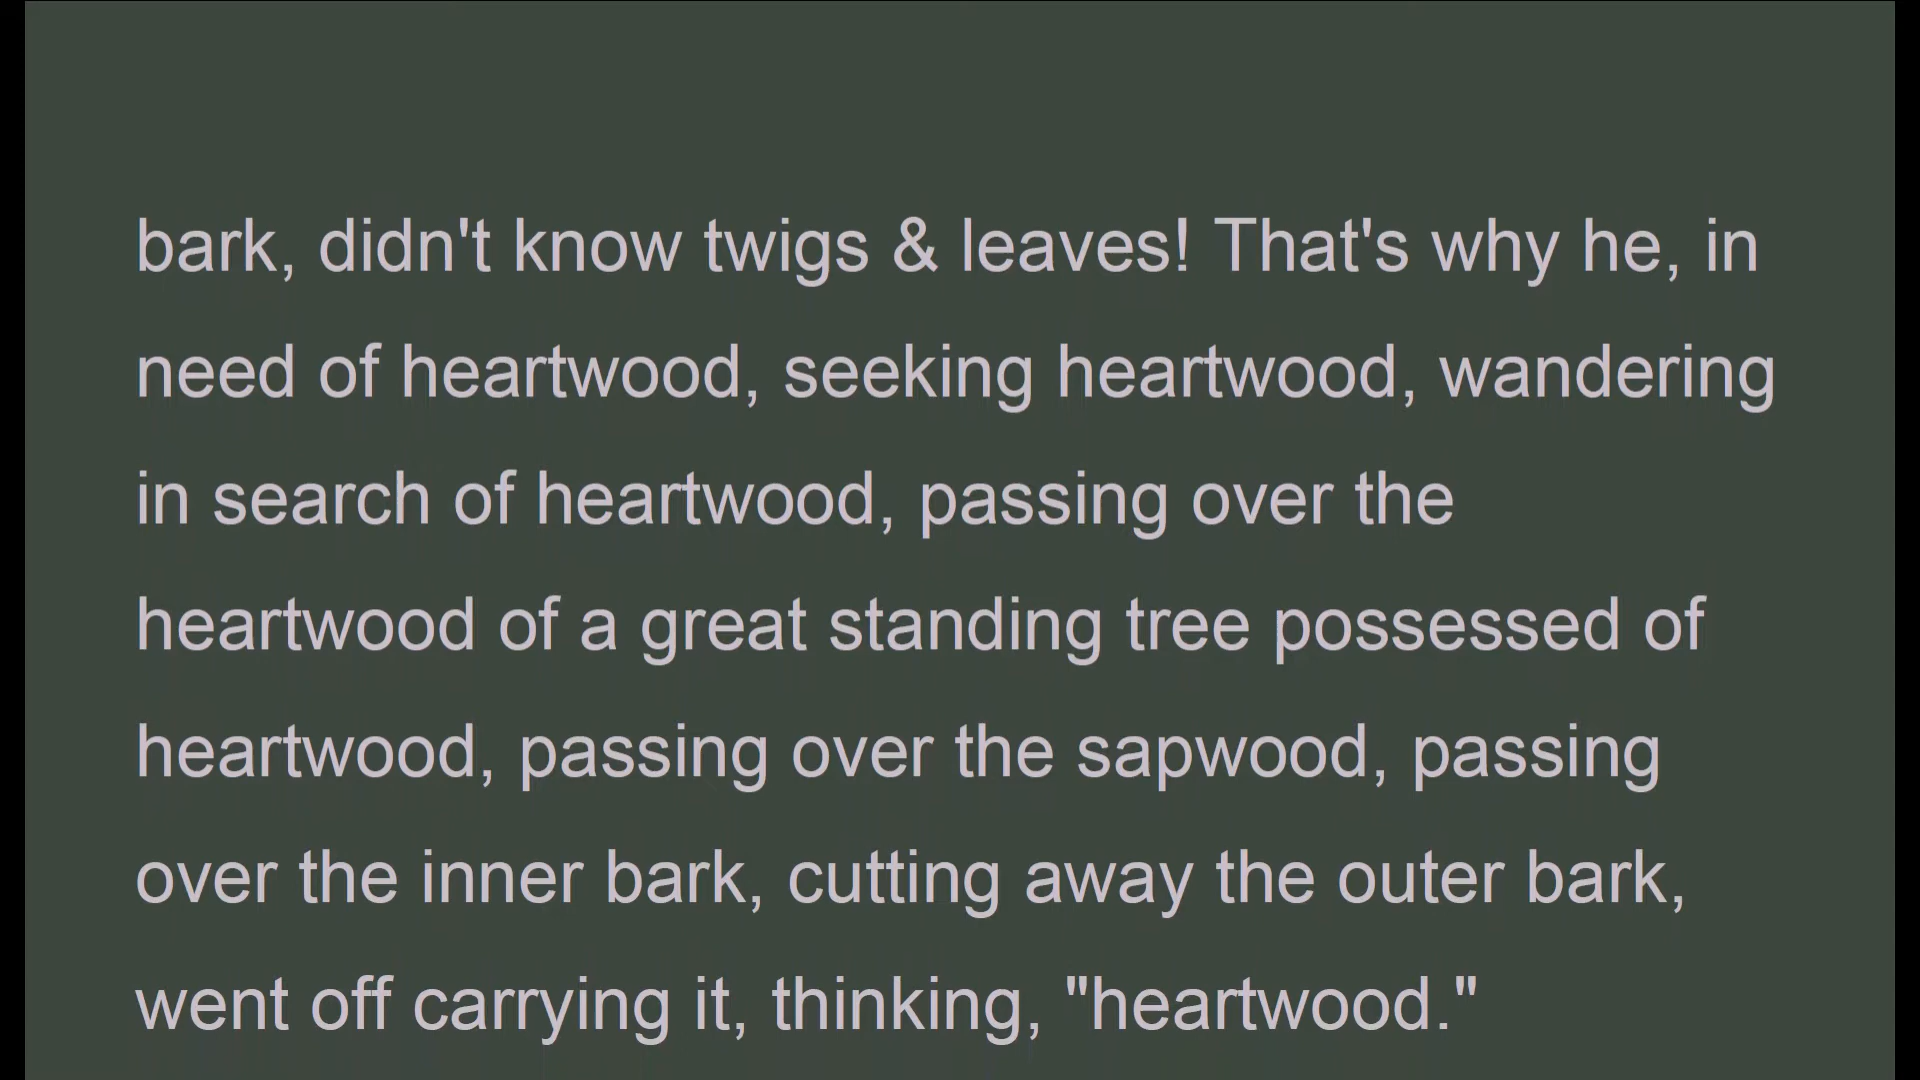 bark, didn't know twigs & leaves! That's why he, in
need of heartwood, seeking heartwood, wandering
in search of heartwood, passing over the
heartwood of a great standing tree possessed of
heartwood, passing over the sapwood, passing
over the inner bark, cutting away the outer bark,
went off carrying it, thinking, "heartwood."